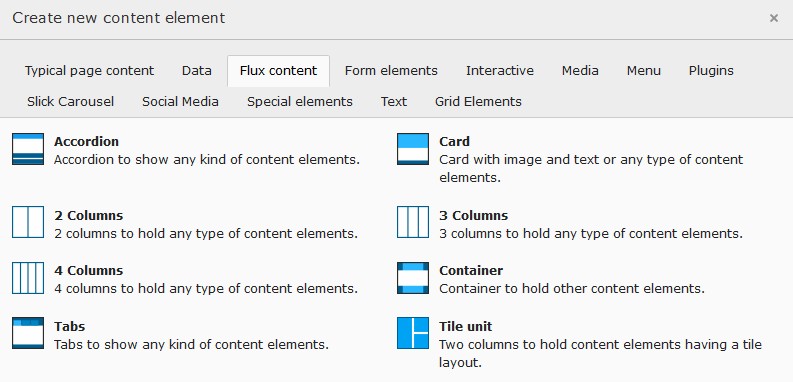 Create new content element ×
Typical page content Data Flux content Form elements Interactive Media Menu Plugins
Slick Carousel Social Media Special elements Text Grid Elements
Accordion
Accordion to show any kind of content elements.
Card
Card with image and text or any type of content
elements.
2 Columns
2 columns to hold any type of content elements.
3 Columns
3 columns to hold any type of content elements.
4 Columns
4 columns to hold any type of content elements.
Container
Container to hold other content elements.
Tabs
Tabs to show any kind of content elements.
Tile unit
Two columns to hold content elements having a tile
layout.